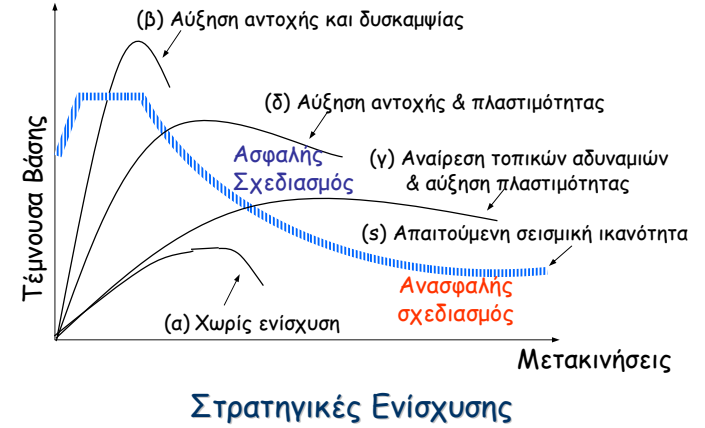 (β) Αύξηση αντοχής και δυσκαμψίας
(δ) Αύξηση αντοχής & πλαστιμότητας
Ασφαλής
Σχεδιασμός
(γ) Αναίρεση τοπικών αδυναμιών
& αύξηση πλαστιμότητας
(s) Απαιτούμενη σεισμική ικανότητα
Ανασφαλής
σχεδιασμός
(α) Χωρίς ενίσχυση
Τέμνουσα Βάσης
Μετακινήσεις
Στρατηγικές Ενίσχυσης